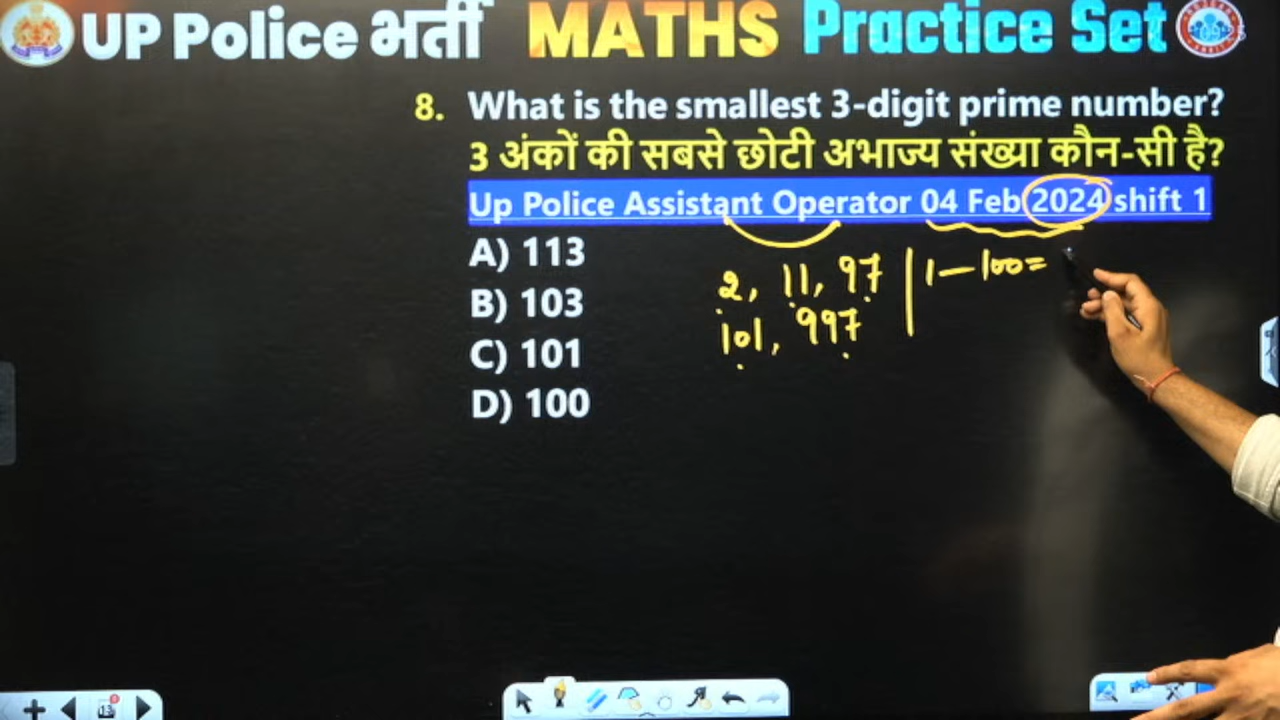 UP Police भर्ती MATHS Practice Set
8. What is the smallest 3-digit prime number?
3 अंकों की सबसे छोटी अभाज्य संख्या कौन-सी है?
Up Police Assistant Operator 04 Feb 2024 shift 1
A) 113
B) 103
C) 101
D) 100
2, 11, 97
101, 997
1-100=
13